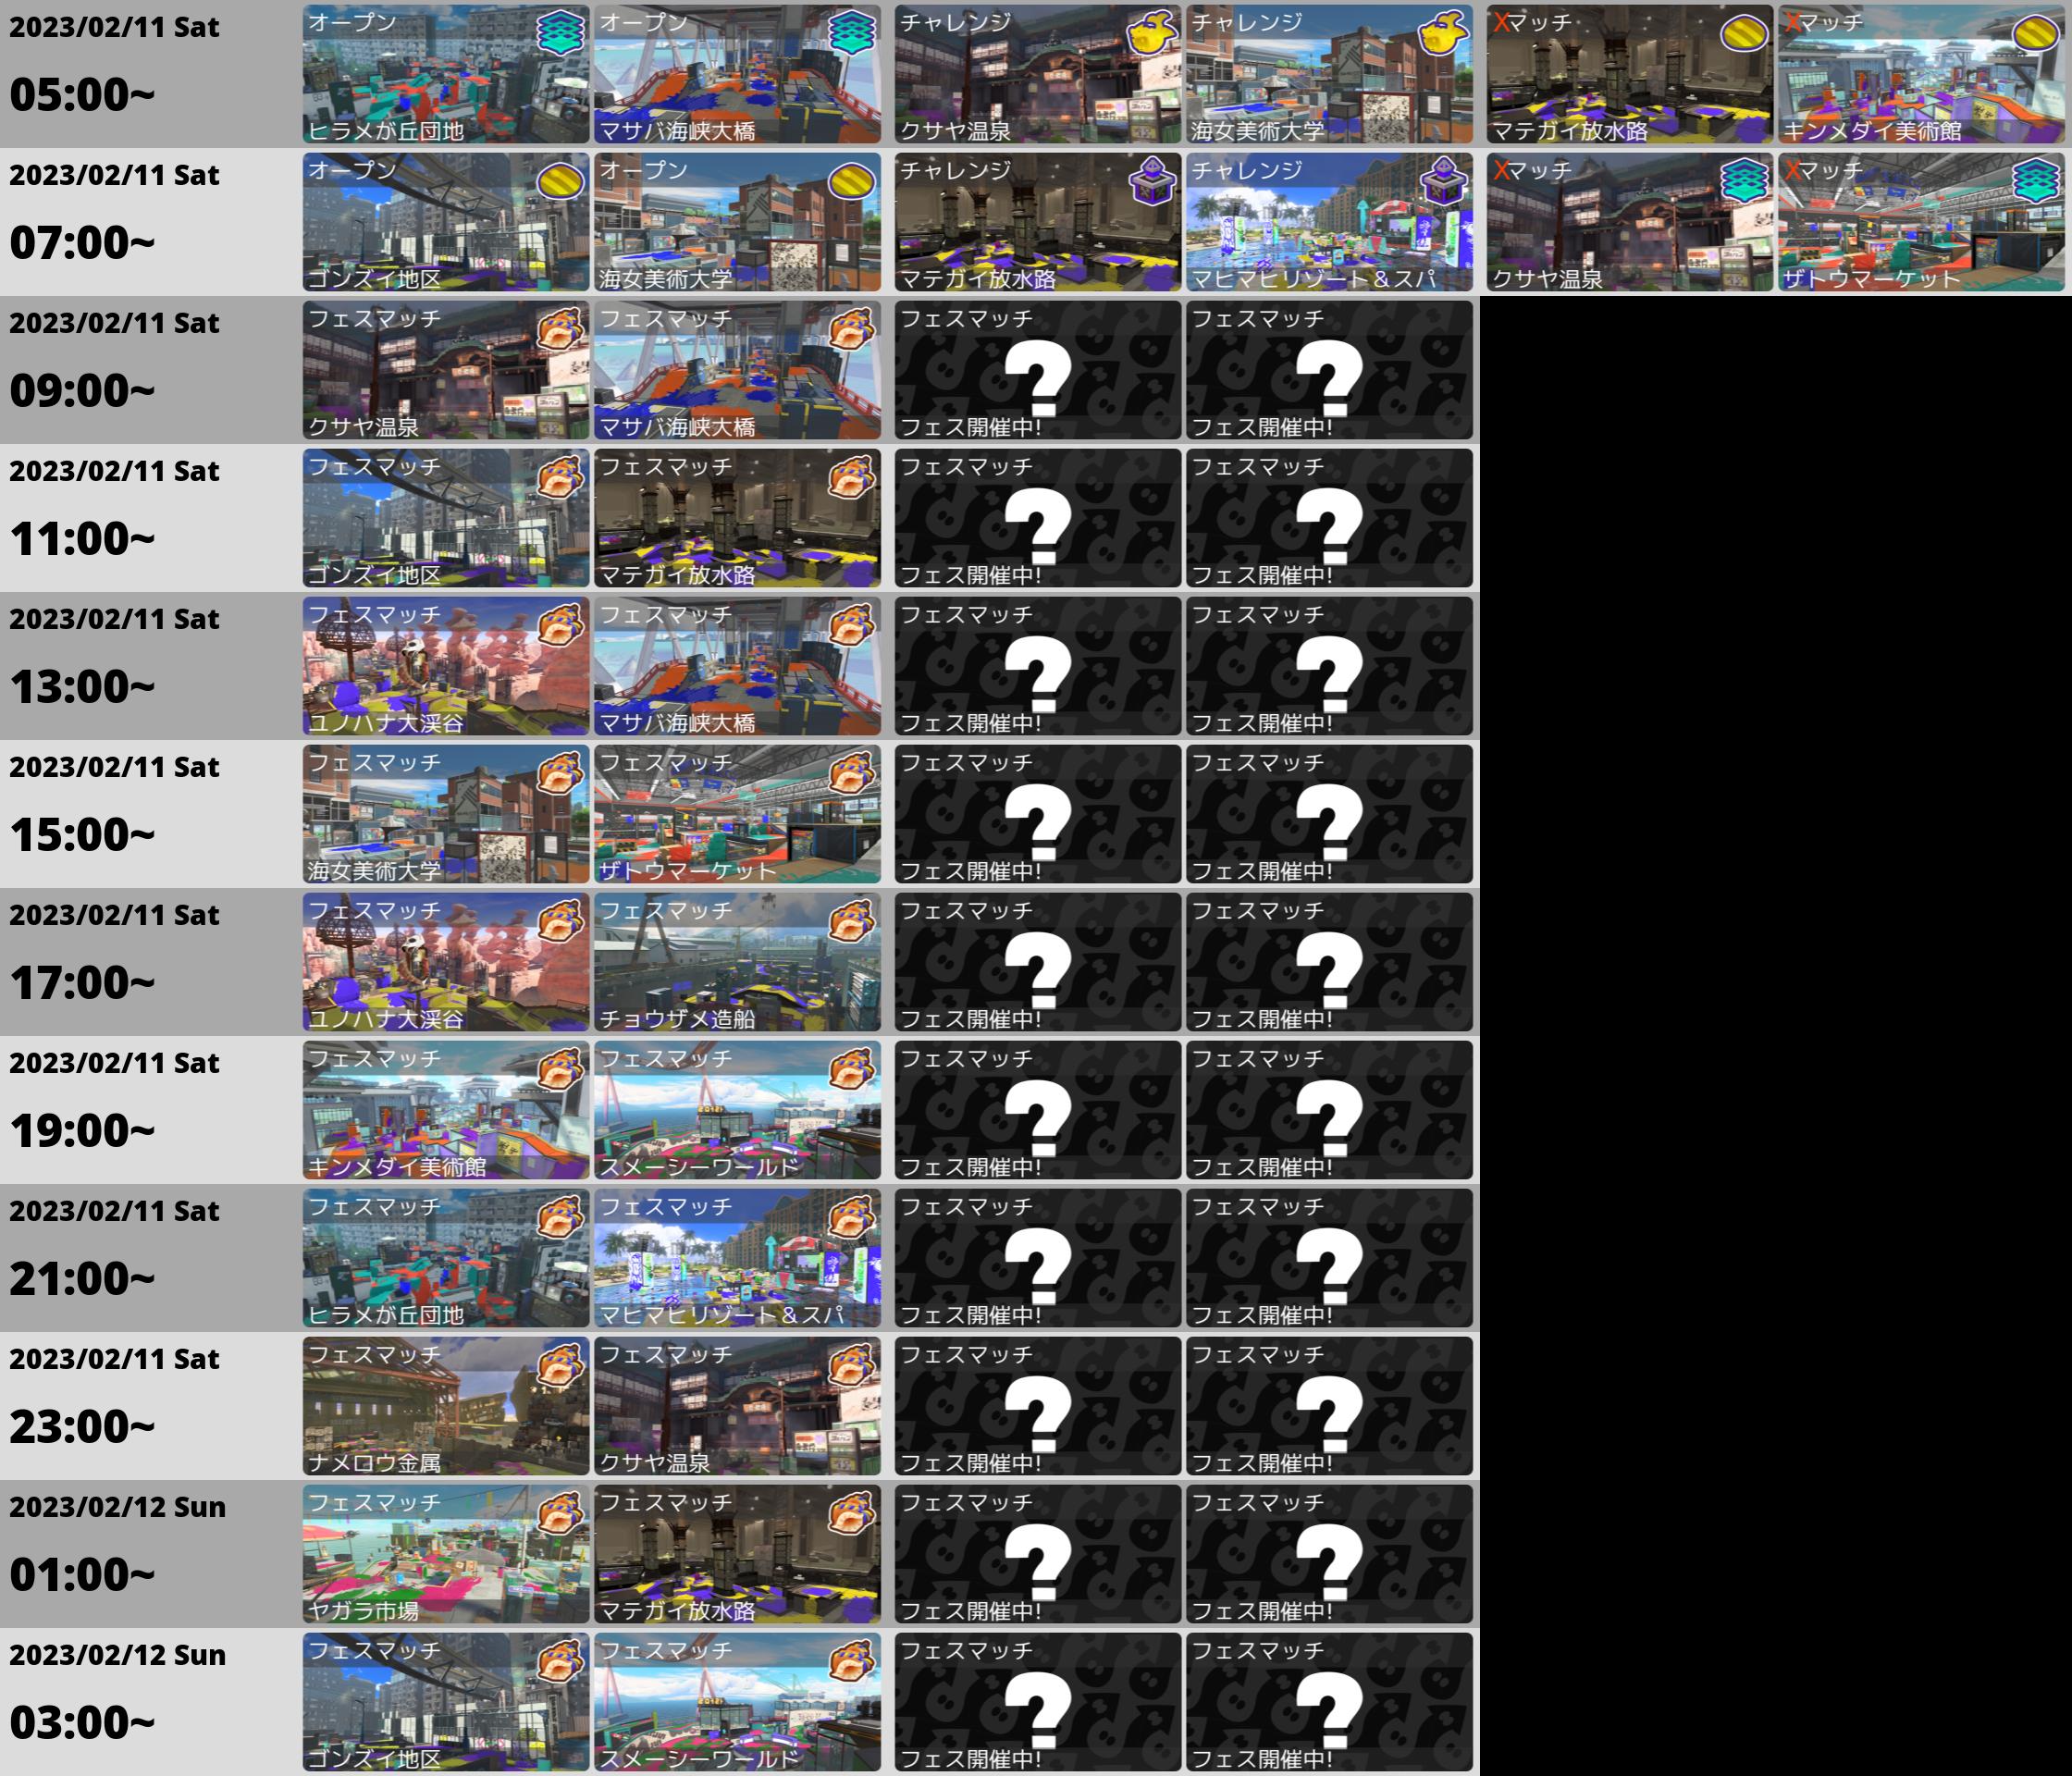 2023/02/11 Sat
05:00~
オープン
ヒラメが丘団地
オープン
マサバ海峡大橋
チャレンジ
クサヤ温泉
チャレンジ
海女美術大学
Xマッチ
マテガイ放水路
Xマッチ
キンメダイ美術館
2023/02/11 Sat
07:00~
オープン
ゴンズイ地区
オープン
海女美術大学
チャレンジ
マテガイ放水路
チャレンジ
マヒマヒリゾート&スパ
Xマッチ
クサヤ温泉
Xマッチ
ザトウマーケット
2023/02/11 Sat
09:00~
フェスマッチ
クサヤ温泉
フェスマッチ
マサバ海峡大橋
フェスマッチ
?
フェス開催中!
フェスマッチ
?
フェス開催中!
2023/02/11 Sat
11:00~
フェスマッチ
ゴンズイ地区
フェスマッチ
マテガイ放水路
フェスマッチ
?
フェス開催中!
フェスマッチ
?
フェス開催中!
2023/02/11 Sat
13:00~
フェスマッチ
ユノハナ大渓谷
フェスマッチ
マサバ海峡大橋
フェスマッチ
?
フェス開催中!
フェスマッチ
?
フェス開催中!
2023/02/11 Sat
15:00~
フェスマッチ
海女美術大学
フェスマッチ
ザトウマーケット
フェスマッチ
?
フェス開催中!
フェスマッチ
?
フェス開催中!
2023/02/11 Sat
17:00~
フェスマッチ
ユノハナ大渓谷
フェスマッチ
チョウザメ造船
フェスマッチ
?
フェス開催中!
フェスマッチ
?
フェス開催中!
2023/02/11 Sat
19:00~
フェスマッチ
キンメダイ美術館
フェスマッチ
スメーシーワールド
フェスマッチ
?
フェス開催中!
フェスマッチ
?
フェス開催中!
2023/02/11 Sat
21:00~
フェスマッチ
ヒラメが丘団地
フェスマッチ
マヒマヒリゾート&スパ
フェスマッチ
?
フェス開催中!
フェスマッチ
?
フェス開催中!
2023/02/11 Sat
23:00~
フェスマッチ
ナメロウ金属
フェスマッチ
クサヤ温泉
フェスマッチ
?
フェス開催中!
フェスマッチ
?
フェス開催中!
2023/02/12 Sun
01:00~
フェスマッチ
ヤガラ市場
フェスマッチ
マテガイ放水路
フェスマッチ
?
フェス開催中!
フェスマッチ
?
フェス開催中!
2023/02/12 Sun
03:00~
フェスマッチ
ゴンズイ地区
フェスマッチ
スメーシーワールド
フェスマッチ
?
フェス開催中!
フェスマッチ
?
フェス開催中!